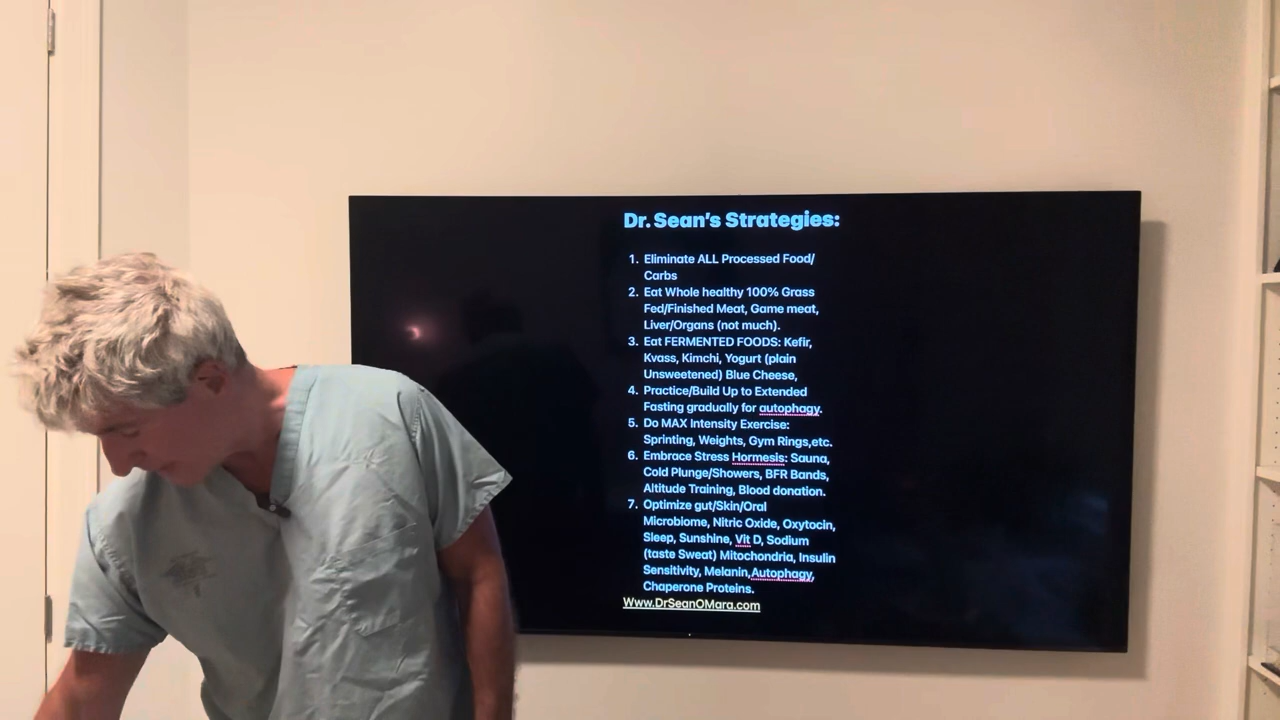 Dr. Sean's Strategies:
1. Eliminate ALL Processed Food/
Carbs
2. Eat Whole healthy 100% Grass
Fed/Finished Meat, Game meat,
Liver/Organs (not much).
3. Eat FERMENTED FOODS: Kefir,
Kvass, Kimchi, Yogurt (plain
Unsweetened) Blue Cheese,
4. Practice/Build Up to Extended
Fasting gradually for autophagy.
5. Do MAX Intensity Exercise:
Sprinting, Weights, Gym Rings,etc.
6. Embrace Stress Hormesis: Sauna,
Cold Plunge/Showers, BFR Bands,
Altitude Training, Blood donation.
7. Optimize gut/Skin/Oral
Microbiome, Nitric Oxide, Oxytocin,
Sleep, Sunshine, Vit D, Sodium
(taste Sweat) Mitochondria, Insulin
Sensitivity, Melanin,Autophagy,
Chaperone Proteins.
Www.DrSeanOMara.com